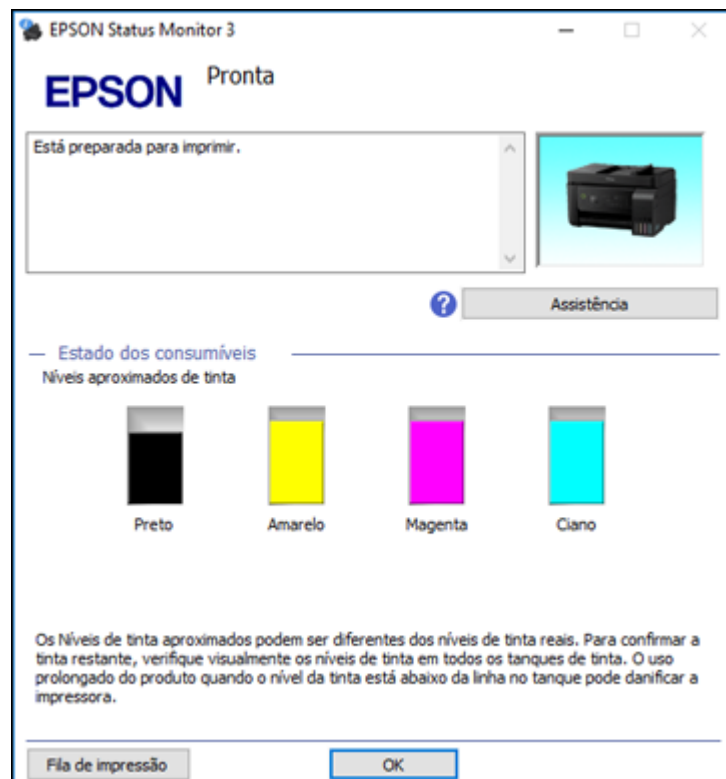 EPSON Status Monitor 3
EPSON
Pronta
Está preparada para imprimir.
Assistência
Estado dos consumíveis
Níveis aproximados de tinta
Preto
Amarelo
Magenta
Ciano
Os Níveis de tinta aproximados podem ser diferentes dos níveis de tinta reais. Para confirmar a
tinta restante, verifique visualmente os níveis de tinta em todos os tanques de tinta. O uso
prolongado do produto quando o nível da tinta está abaixo da linha no tanque pode danificar a
impressora.
Fila de impressão
OK